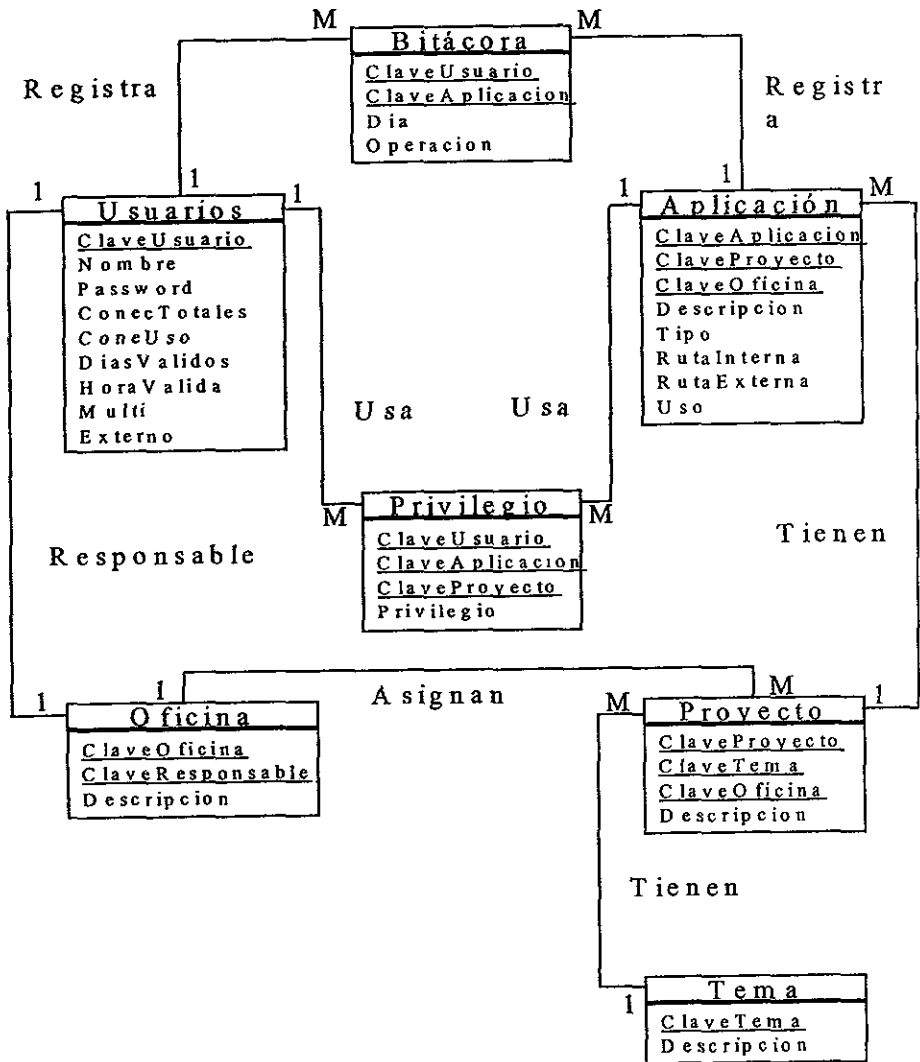 M
M
Bitácora
ClaveUsuario
ClaveAplicacion
Dia
Operacion
Registra
Registr
a
1
1
1
1
1
M
Usuarios
ClaveUsuario
Nombre
Password
ConecTotales
ConeUso
DiasValidos
HoraValida
Multi
Externo
Aplicación
ClaveAplicacion
ClaveProyecto
ClaveOficina
Descripcion
Tipo
RutaInterna
RutaExterna
Uso
Usa
Usa
M
M
Privilegio
ClaveUsuario
ClaveAplicacion
ClaveProyecto
Privilegio
Responsable
Tienen
1
1
Asignan
M
M
1
Oficina
ClaveOficina
ClaveResponsable
Descripcion
Proyecto
ClaveProyecto
ClaveTema
ClaveOficina
Descripcion
Tienen
1
Tema
ClaveTema
Descripcion